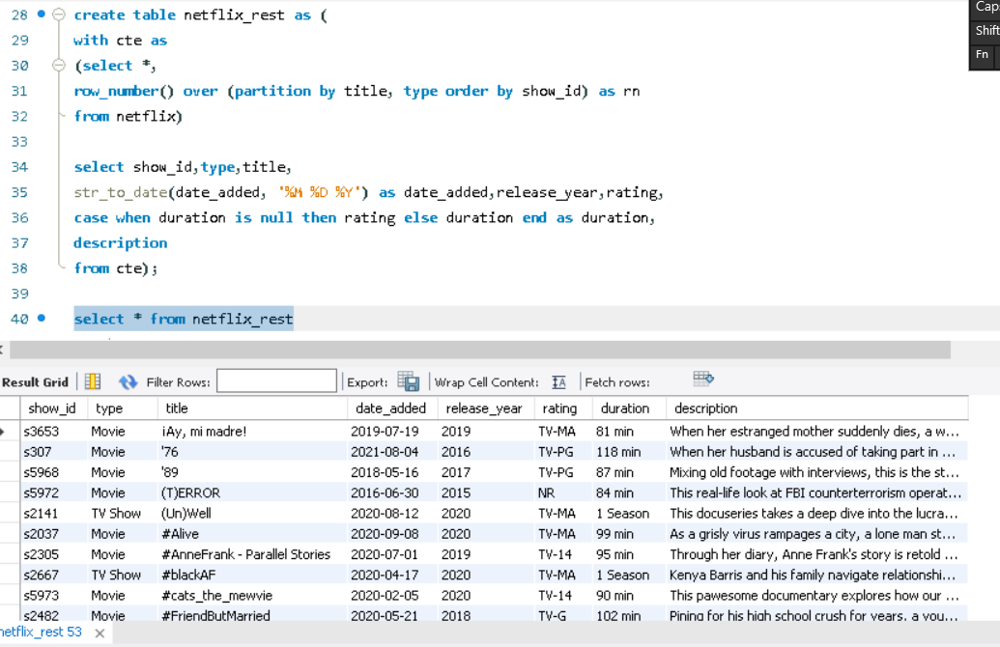 Cap
Shift
Fn
28 create table netflix_rest as (
29 with cte as
30 (select *,
31 row_number() over (partition by title, type order by show_id) as rn
32 from netflix)
33
34 select show_id,type,title,
35 str_to_date(date_added, '%M %D %Y') as date_added,release_year,rating,
36 case when duration is null then rating else duration end as duration,
37 description
38 from cte);
39
40 select * from netflix_rest
Result Grid Filter Rows: Export: Wrap Cell Content: Fetch rows:
show_id type title date_added release_year rating duration description
s3653 Movie ¡Ay, mi madre! 2019-07-19 2019 TV-MA 81 min When her estranged mother suddenly dies, a w...
s307 Movie '76 2021-08-04 2016 TV-PG 118 min When her husband is accused of taking part in ...
s5968 Movie '89 2018-05-16 2017 TV-PG 87 min Mixing old footage with interviews, this is the st...
s5972 Movie (T)ERROR 2016-06-30 2015 NR 84 min This real-life look at FBI counterterrorism operat...
s2141 TV Show (Un)Well 2020-08-12 2020 TV-MA 1 Season This docuseries takes a deep dive into the lucra...
s2037 Movie #Alive 2020-09-08 2020 TV-MA 99 min As a grisly virus rampages a city, a lone man st...
s2305 Movie #AnneFrank - Parallel Stories 2020-07-01 2019 TV-14 95 min Through her diary, Anne Frank's story is retold ...
s2667 TV Show #blackAF 2020-04-17 2020 TV-MA 1 Season Kenya Barris and his family navigate relationshi...
s5973 Movie #cats_the_mewvie 2020-02-05 2020 TV-14 90 min This pawesome documentary explores how our ...
s2482 Movie #FriendButMarried 2020-05-21 2018 TV-G 102 min Pining for his high school crush for years, a you...
netflix_rest 53